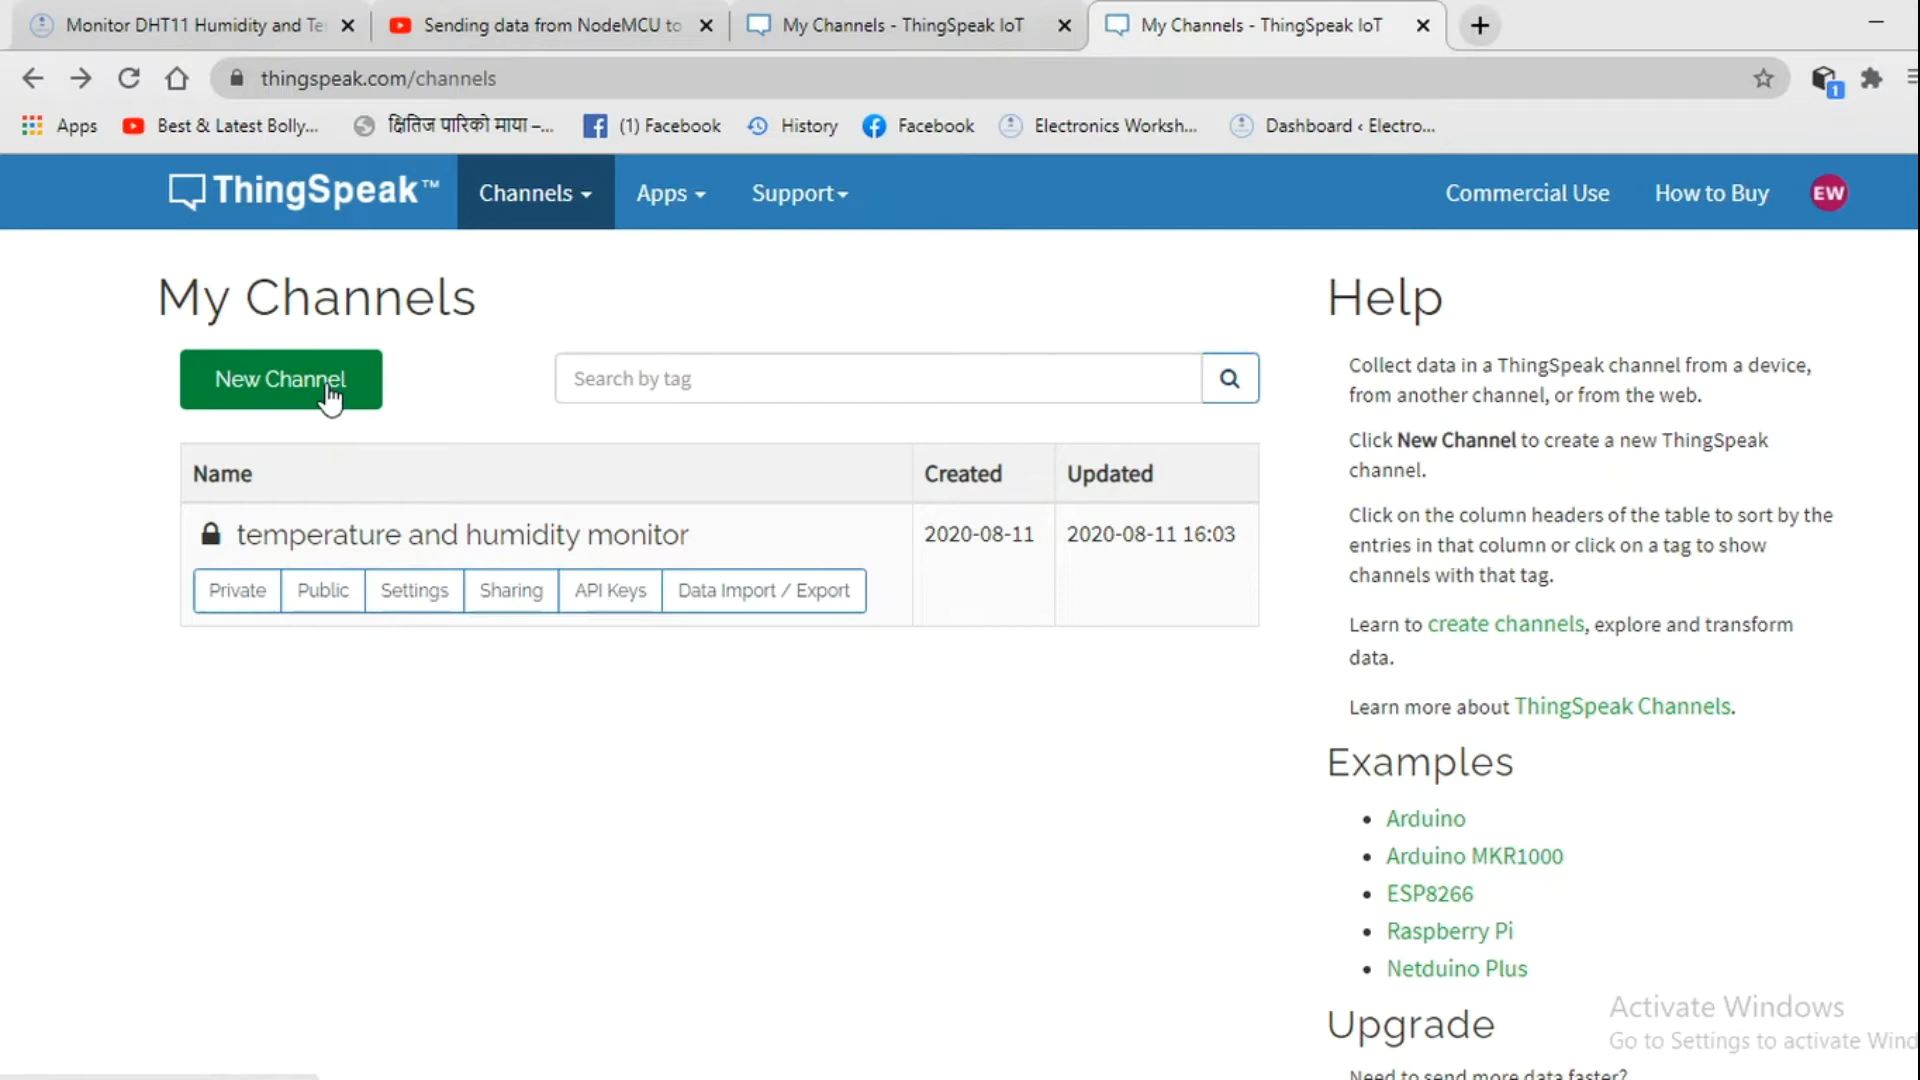 Monitor DHT11 Humidity and Te
Sending data from NodeMCU to
My Channels - ThingSpeak IoT
My Channels - ThingSpeak IoT
thingspeak.com/channels
1
Apps
Best & Latest Bolly...
क्षितिज पारिको माया –...
(1) Facebook
History
Facebook
Electronics Worksh...
Dashboard ‹ Electro...
ThingSpeak™
Channels
Apps
Support
Commercial Use
How to Buy
EW
My Channels
New Channel
Search by tag
Name
Created
Updated
temperature and humidity monitor
2020-08-11
2020-08-11 16:03
Private
Public
Settings
Sharing
API Keys
Data Import / Export
Help
Collect data in a ThingSpeak channel from a device,
from another channel, or from the web.
Click New Channel to create a new ThingSpeak
channel.
Click on the column headers of the table to sort by the
entries in that column or click on a tag to show
channels with that tag.
Learn to create channels, explore and transform
data.
Learn more about ThingSpeak Channels.
Examples
Arduino
Arduino MKR1000
ESP8266
Raspberry Pi
Netduino Plus
Upgrade
Need to send more data faster?
Activate Windows
Go to Settings to activate Wind